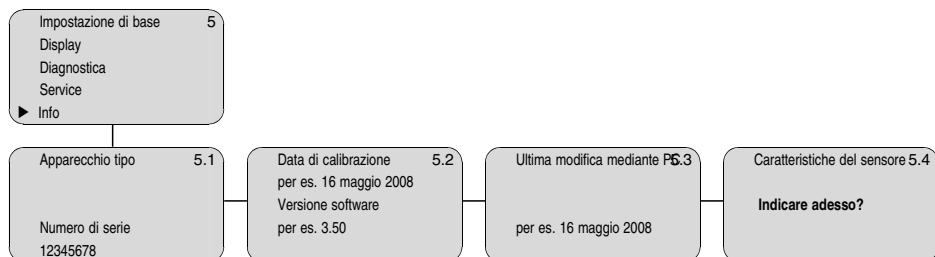 Impostazione di base 5
Display
Diagnostica
Service
▶ Info
Apparecchio tipo 5.1
Numero di serie
12345678
Data di calibrazione 5.2
per es. 16 maggio 2008
Versione software
per es. 3.50
Ultima modifica mediante PC 5.3
per es. 16 maggio 2008
Caratteristiche del sensore 5.4
Indicare adesso?